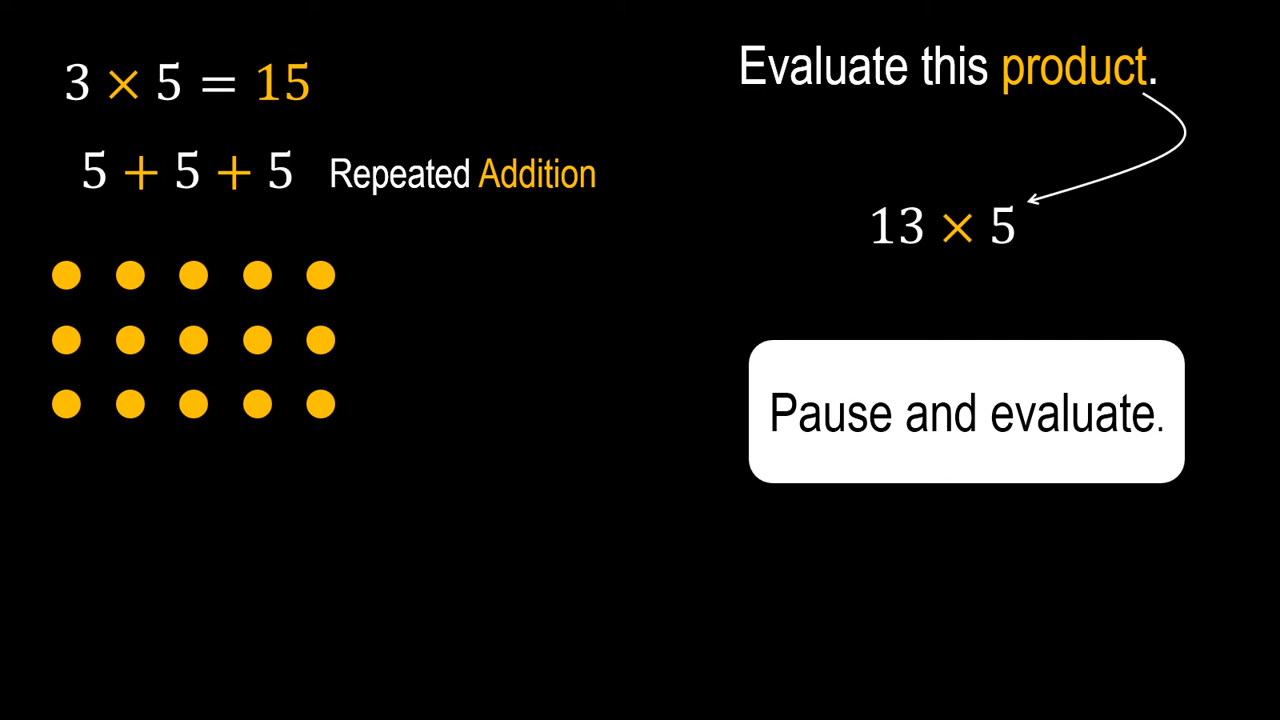 3 × 5 = 15
5 + 5 + 5 Repeated Addition
Evaluate this product.
13 × 5
Pause and evaluate.